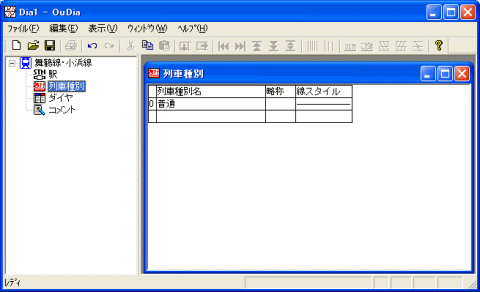 Dia1 - OuDia
ﾌｧｲﾙ(F) 編集(E) 表示(V) ｳｨﾝﾄﾞｳ(W) ﾍﾙﾌﾟ(H)
舞鶴線・小浜線
駅
列車種別
ダイヤ
コメント
列車種別
列車種別名 略称 線スタイル
0 普通
ﾚﾃﾞｨ